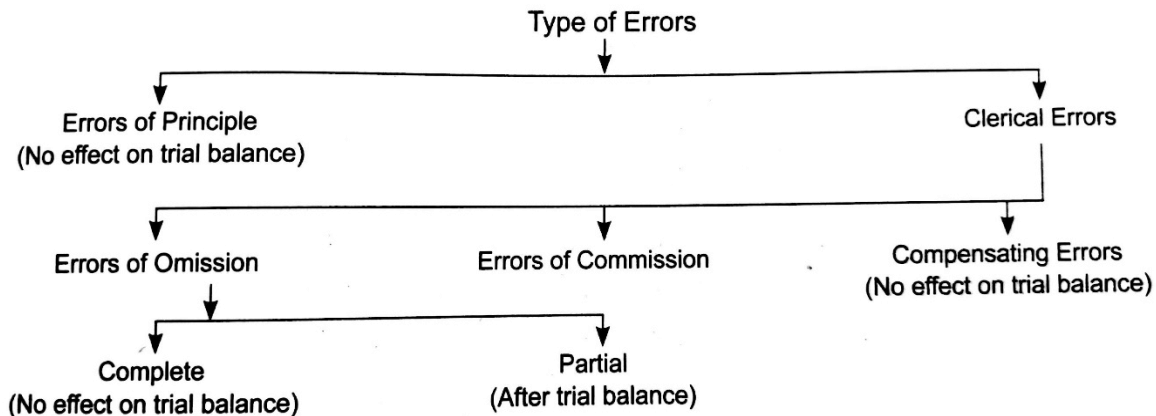 Type of Errors
Errors of Principle
(No effect on trial balance)
Clerical Errors
Errors of Omission
Errors of Commission
Compensating Errors
(No effect on trial balance)
Complete
(No effect on trial balance)
Partial
(After trial balance)